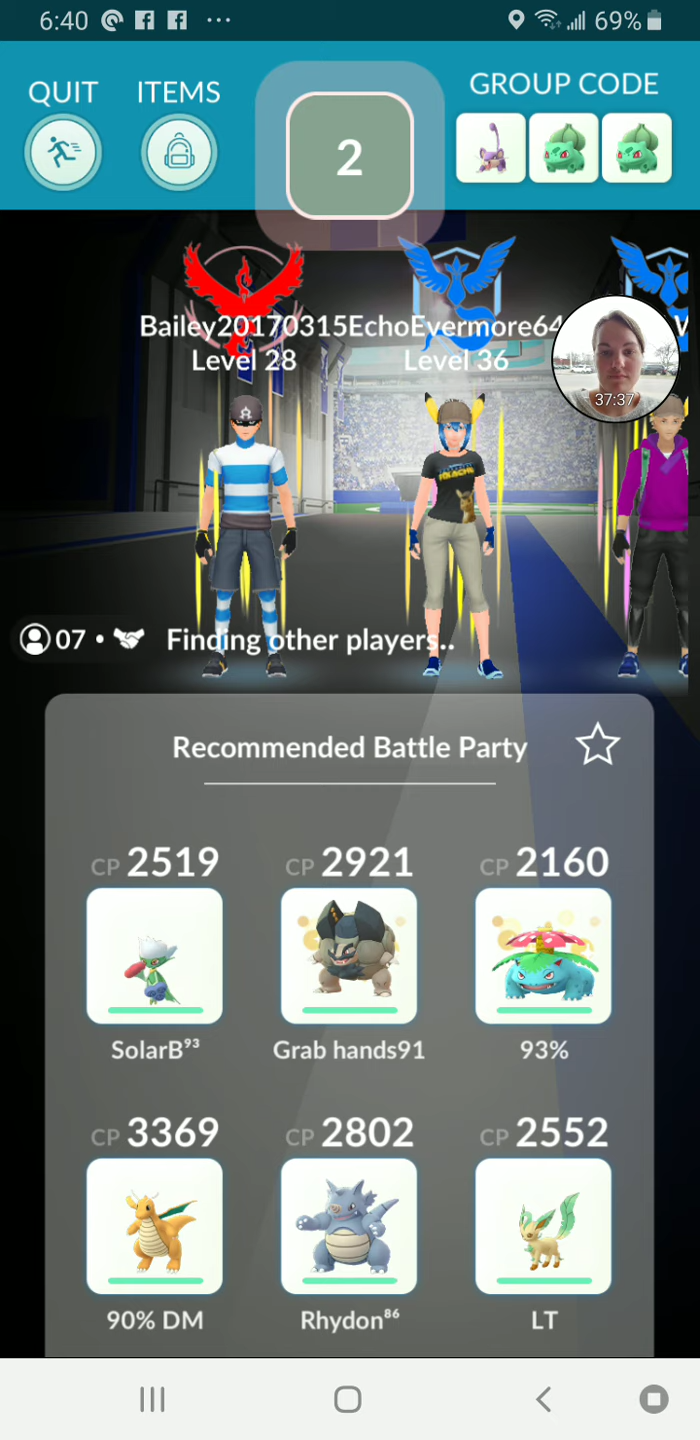 6:40
69%
QUIT
ITEMS
2
GROUP CODE
Bailey20170315
Level 28
EchoEvermore64
Level 36
37:37
07 • Finding other players..
Recommended Battle Party
CP 2519
CP 2921
CP 2160
SolarB⁹³
Grab hands91
93%
CP 3369
CP 2802
CP 2552
90% DM
Rhydon⁸⁶
LT